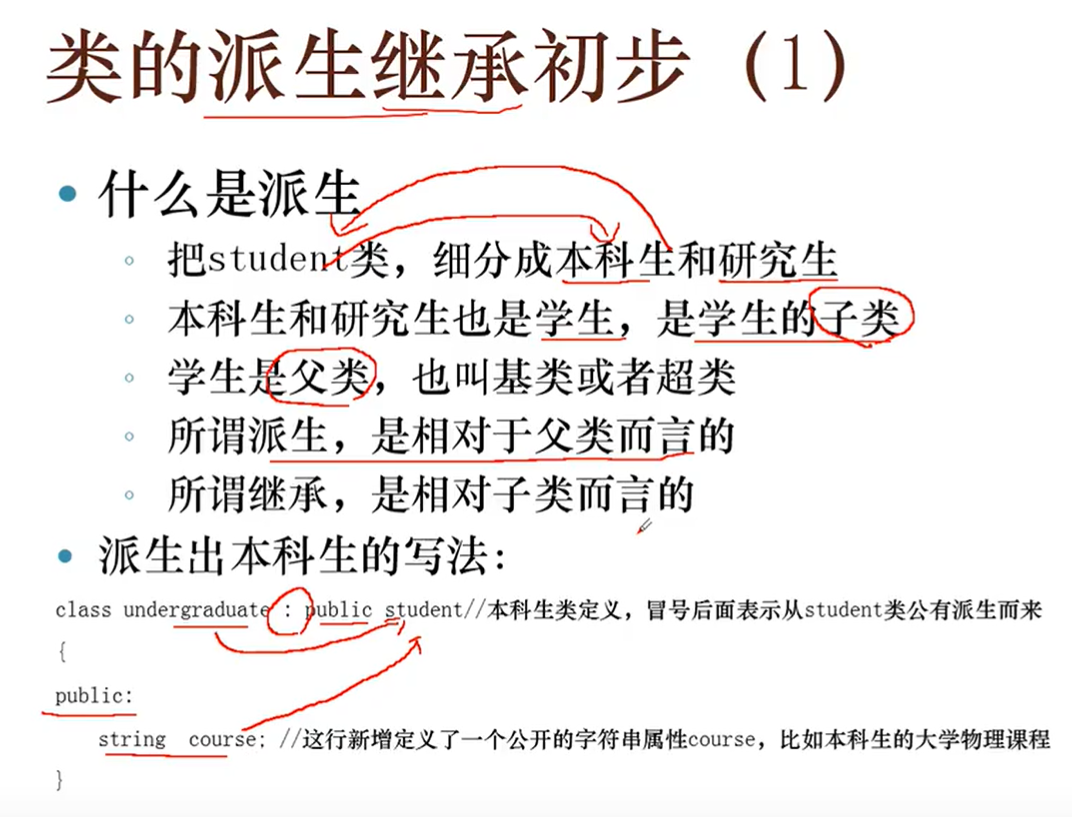 类的派生继承初步（1）
• 什么是派生
◦ 把student类，细分成本科生和研究生
◦ 本科生和研究生也是学生，是学生的子类
◦ 学生是父类，也叫基类或者超类
◦ 所谓派生，是相对于父类而言的
◦ 所谓继承，是相对子类而言的
• 派生出本科生的写法:
class undergraduate : public student//本科生类定义，冒号后面表示从student类公有派生而来
{
public:
string course; //这行新增定义了一个公开的字符串属性course，比如本科生的大学物理课程
}